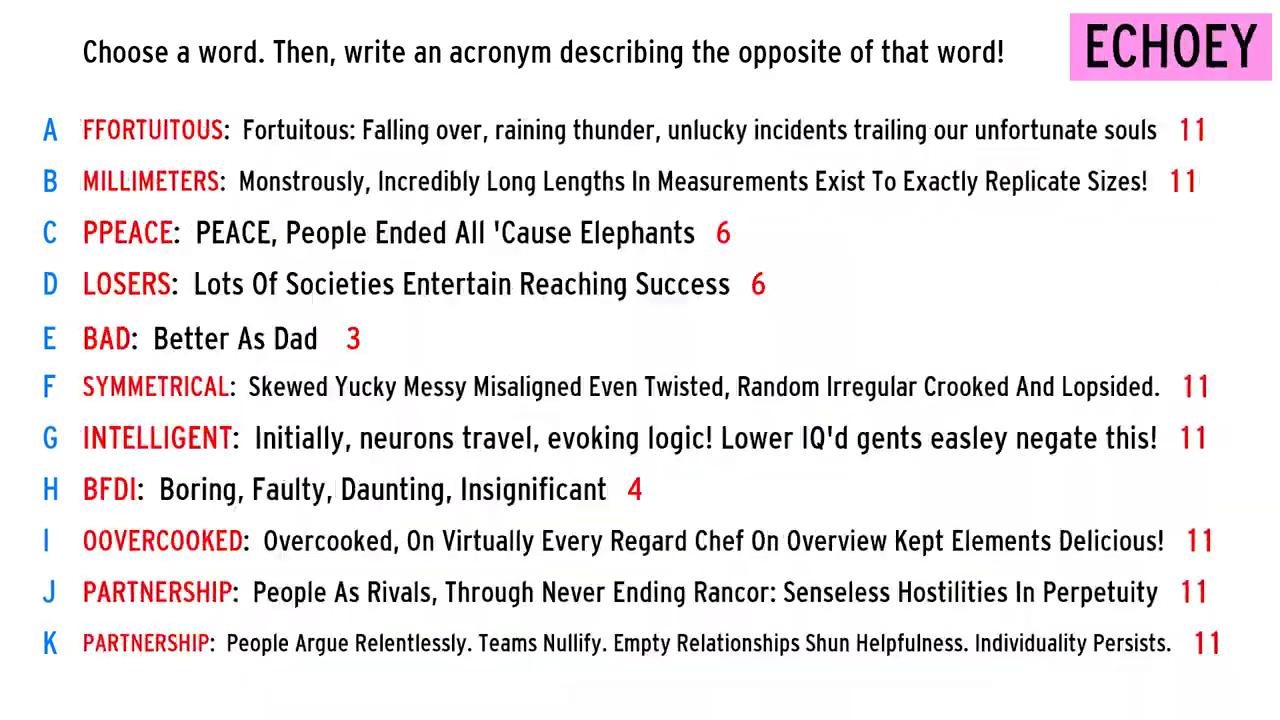 Choose a word. Then, write an acronym describing the opposite of that word!
ECHOEY
A FFORTUITOUS: Fortuitous: Falling over, raining thunder, unlucky incidents trailing our unfortunate souls 11
B MILLIMETERS: Monstrously, Incredibly Long Lengths In Measurements Exist To Exactly Replicate Sizes! 11
C PPEACE: PEACE, People Ended All 'Cause Elephants 6
D LOSERS: Lots Of Societies Entertain Reaching Success 6
E BAD: Better As Dad 3
F SYMMETRICAL: Skewed Yucky Messy Misaligned Even Twisted, Random Irregular Crooked And Lopsided. 11
G INTELLIGENT: Initially, neurons travel, evoking logic! Lower IQ'd gents easley negate this! 11
H BFDI: Boring, Faulty, Daunting, Insignificant 4
I OOVERCOOKED: Overcooked, On Virtually Every Regard Chef On Overview Kept Elements Delicious! 11
J PARTNERSHIP: People As Rivals, Through Never Ending Rancor: Senseless Hostilities In Perpetuity 11
K PARTNERSHIP: People Argue Relentlessly. Teams Nullify. Empty Relationships Shun Helpfulness. Individuality Persists. 11